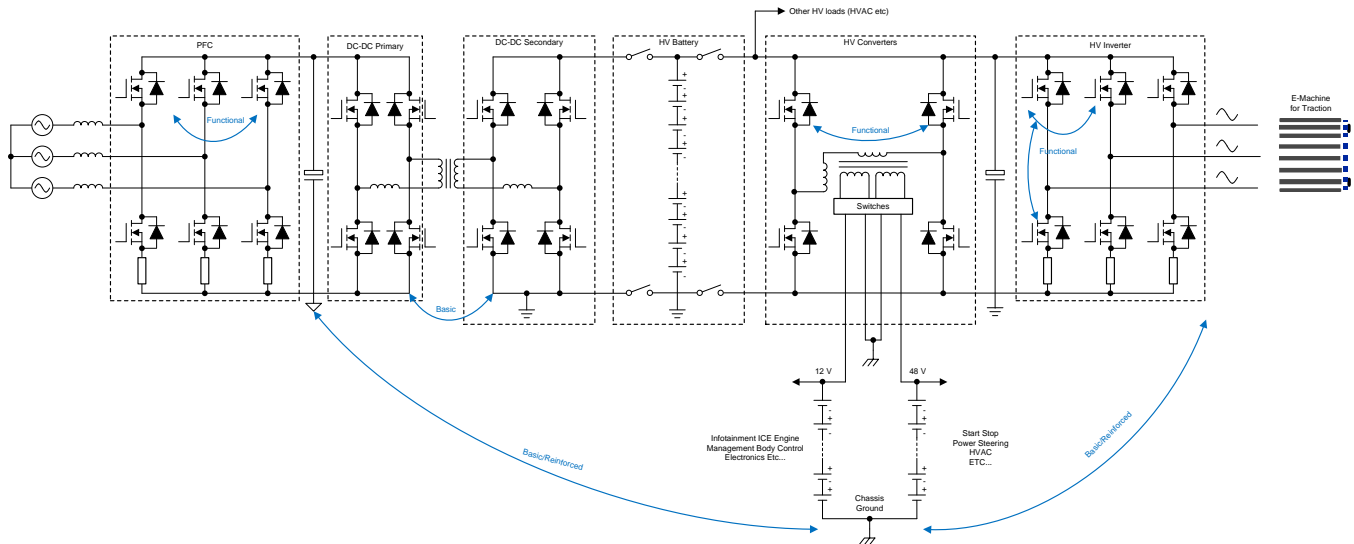 Other HV loads (HVAC etc)
PFC
DC-DC Primary
DC-DC Secondary
HV Battery
HV Converters
HV Inverter
E-Machine
for Traction
Functional
Functional
Functional
Switches
Basic
12 V
48 V
Infotainment ICE Engine
Management Body Control
Electronics Etc...
Start Stop
Power Steering
HVAC
ETC...
Chassis
Ground
Basic/Reinforced
Basic/Reinforced
+
-
+
-
+
-
+
-
+
-
+
-
+
-
+
-
+
-
+
-
+
-
+
-
+
-
+
-
+
-
+
-